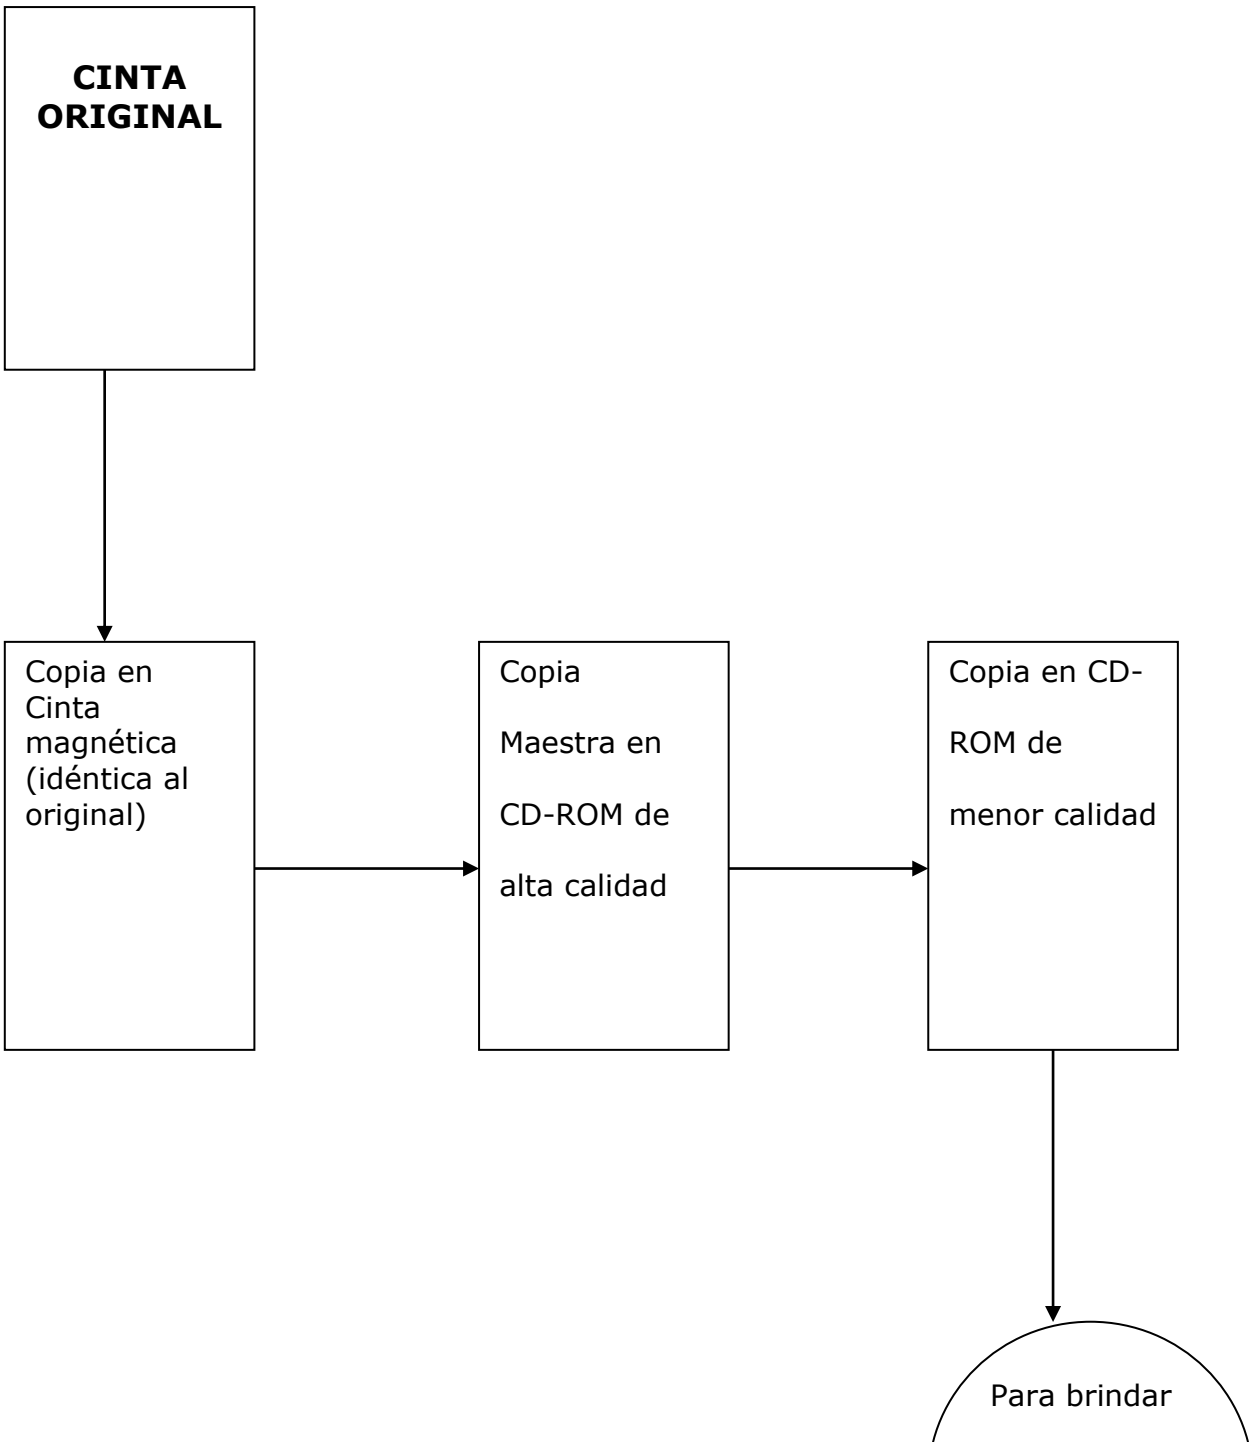 CINTA
ORIGINAL
Copia en
Cinta
magnética
(idéntica al
original)
Copia
Maestra en
CD-ROM de
alta calidad
Copia en CD-
ROM de
menor calidad
Para brindar